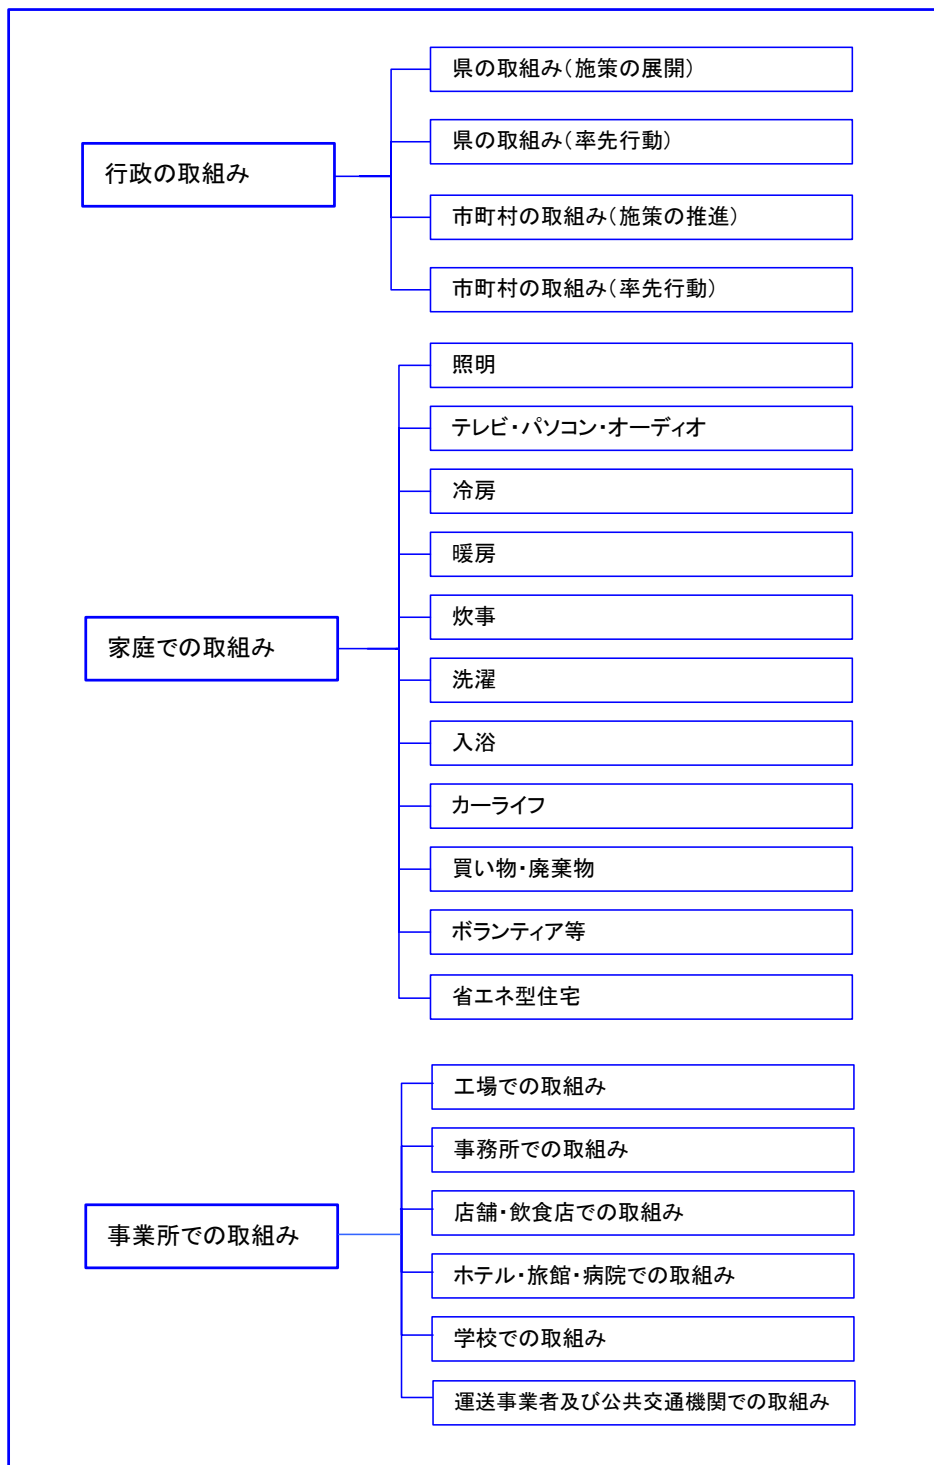 行政の取組み
県の取組み（施策の展開）
県の取組み（率先行動）
市町村の取組み（施策の推進）
市町村の取組み（率先行動）
家庭での取組み
照明
テレビ・パソコン・オーディオ
冷房
暖房
炊事
洗濯
入浴
カーライフ
買い物・廃棄物
ボランティア等
省エネ型住宅
事業所での取組み
工場での取組み
事務所での取組み
店舗・飲食店での取組み
ホテル・旅館・病院での取組み
学校での取組み
運送事業者及び公共交通機関での取組み